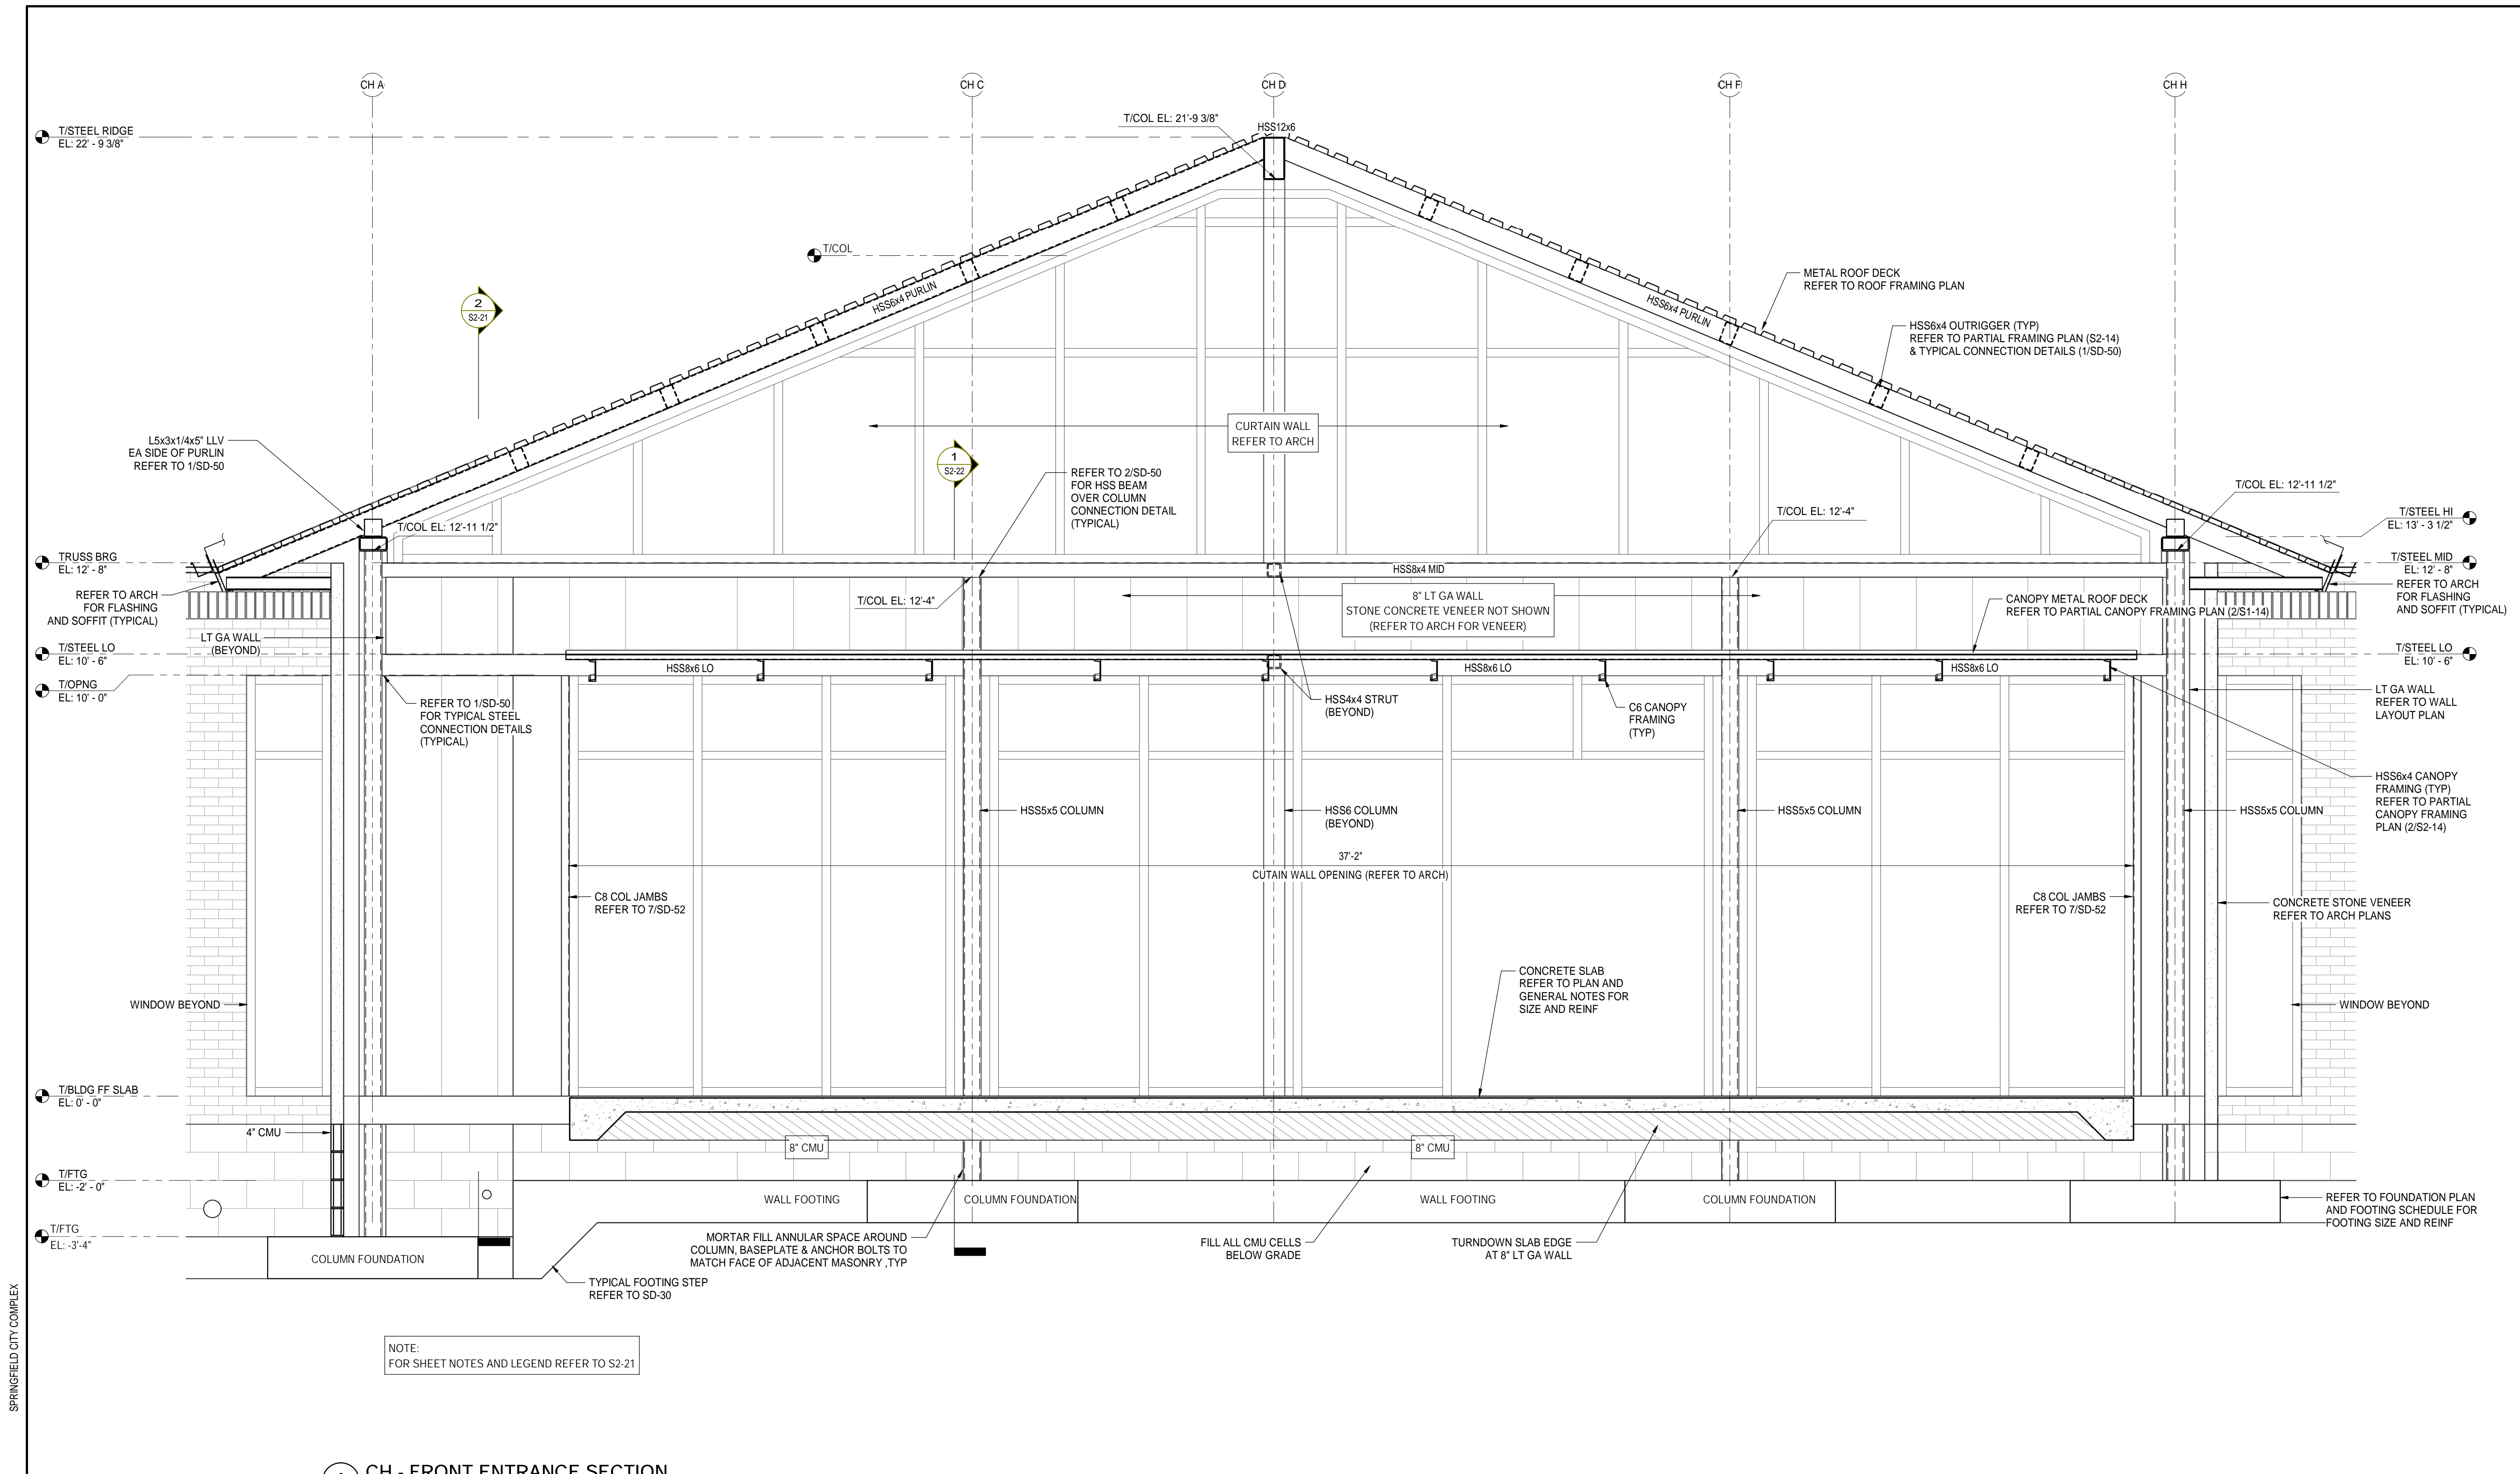 CH A
CH C
CH D
CH F
CH H
T/STEEL RIDGE
EL: 22' - 9 3/8"
T/COL EL: 21'-9 3/8"
HSS12x6
T/COL
2
S2-21
HSS6x4 PURLIN
HSS6x4 PURLIN
METAL ROOF DECK
REFER TO ROOF FRAMING PLAN
HSS6x4 OUTRIGGER (TYP)
REFER TO PARTIAL FRAMING PLAN (S2-14)
& TYPICAL CONNECTION DETAILS (1/SD-50)
CURTAIN WALL
REFER TO ARCH
L5x3x1/4x5" LLV
EA SIDE OF PURLIN
REFER TO 1/SD-50
1
S2-22
REFER TO 2/SD-50
FOR HSS BEAM
OVER COLUMN
CONNECTION DETAIL
(TYPICAL)
T/COL EL: 12'-11 1/2"
T/COL EL: 12'-4"
T/COL EL: 12'-11 1/2"
T/STEEL HI
EL: 13' - 3 1/2"
TRUSS BRG
EL: 12' - 8"
T/STEEL MID
EL: 12' - 8"
HSS8x4 MID
REFER TO ARCH
FOR FLASHING
AND SOFFIT (TYPICAL)
T/COL EL: 12'-4"
8" LT GA WALL
STONE CONCRETE VENEER NOT SHOWN
(REFER TO ARCH FOR VENEER)
CANOPY METAL ROOF DECK
REFER TO PARTIAL CANOPY FRAMING PLAN (2/S1-14)
REFER TO ARCH
FOR FLASHING
AND SOFFIT (TYPICAL)
LT GA WALL
(BEYOND)
T/STEEL LO
EL: 10' - 6"
T/STEEL LO
EL: 10' - 6"
HSS8x6 LO
HSS8x6 LO
HSS8x6 LO
T/OPNG
EL: 10' - 0"
REFER TO 1/SD-50
FOR TYPICAL STEEL
CONNECTION DETAILS
(TYPICAL)
HSS4x4 STRUT
(BEYOND)
C6 CANOPY
FRAMING
(TYP)
LT GA WALL
REFER TO WALL
LAYOUT PLAN
HSS6x4 CANOPY
FRAMING (TYP)
REFER TO PARTIAL
CANOPY FRAMING
PLAN (2/S2-14)
HSS5x5 COLUMN
HSS6 COLUMN
(BEYOND)
HSS5x5 COLUMN
HSS5x5 COLUMN
37'-2"
CUTAIN WALL OPENING (REFER TO ARCH)
C8 COL JAMBS
REFER TO 7/SD-52
C8 COL JAMBS
REFER TO 7/SD-52
CONCRETE STONE VENEER
REFER TO ARCH PLANS
CONCRETE SLAB
REFER TO PLAN AND
GENERAL NOTES FOR
SIZE AND REINF
WINDOW BEYOND
WINDOW BEYOND
T/BLDG FF SLAB
EL: 0' - 0"
4" CMU
8" CMU
8" CMU
T/FTG
EL: -2' - 0"
WALL FOOTING
COLUMN FOUNDATION
WALL FOOTING
COLUMN FOUNDATION
REFER TO FOUNDATION PLAN
AND FOOTING SCHEDULE FOR
FOOTING SIZE AND REINF
T/FTG
EL: -3'-4"
COLUMN FOUNDATION
MORTAR FILL ANNULAR SPACE AROUND
COLUMN, BASEPLATE & ANCHOR BOLTS TO
MATCH FACE OF ADJACENT MASONRY ,TYP
FILL ALL CMU CELLS
BELOW GRADE
TURNDOWN SLAB EDGE
AT 8" LT GA WALL
TYPICAL FOOTING STEP
REFER TO SD-30
NOTE:
FOR SHEET NOTES AND LEGEND REFER TO S2-21
SPRINGFIELD CITY COMPLEX
CH - FRONT ENTRANCE SECTION